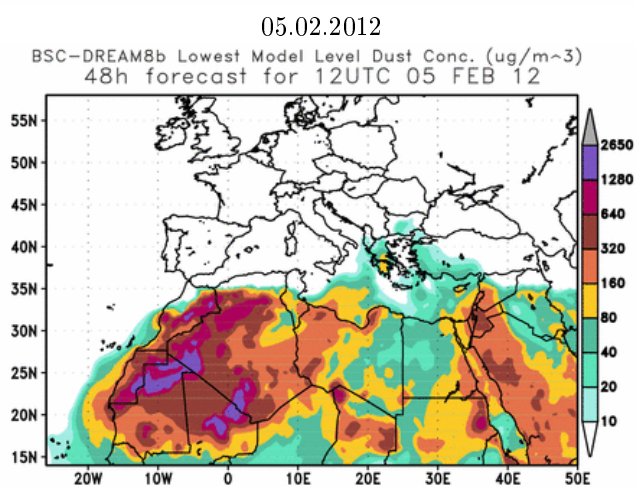 05.02.2012
BSC-DREAM8b Lowest Model Level Dust Conc. (ug/m^3)
48h forecast for 12UTC 05 FEB 12
55N
50N
45N
40N
35N
30N
25N
20N
15N
20W 10W 0 10E 20E 30E 40E 50E
2650
1280
640
320
160
80
40
20
10